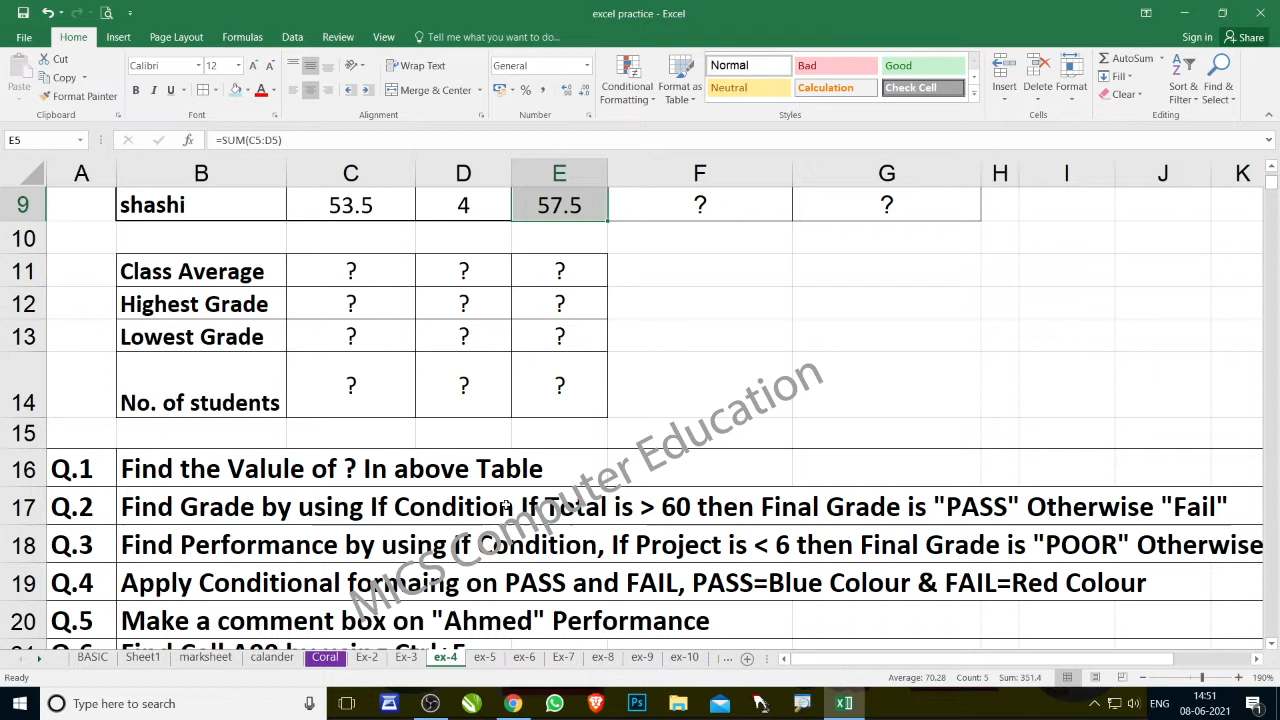 excel practice - Excel
Sign in
Share
File Home Insert Page Layout Formulas Data Review View Tell me what you want to do...
Cut
Copy
Format Painter
Paste
Clipboard
Calibri 12
B I U
Font
Wrap Text
Merge & Center
Alignment
General
Number
Conditional Formatting
Format as Table
Normal Bad Good
Neutral Calculation Check Cell
Styles
Insert Delete Format
Cells
AutoSum
Fill
Clear
Sort & Filter
Find & Select
Editing
E5 =SUM(C5:D5)
A B C D E F G H I J K
9 shashi 53.5 4 57.5 ? ?
10
11 Class Average ? ? ?
12 Highest Grade ? ? ?
13 Lowest Grade ? ? ?
14 No. of students ? ? ?
15
16 Q.1 Find the Valule of ? In above Table
17 Q.2 Find Grade by using If Condition If Total is > 60 then Final Grade is "PASS" Otherwise "Fail"
18 Q.3 Find Performance by using If Condition, If Project is < 6 then Final Grade is "POOR" Otherwise
19 Q.4 Apply Conditional formaing on PASS and FAIL, PASS=Blue Colour & FAIL=Red Colour
20 Q.5 Make a comment box on "Ahmed" Performance
MICS Computer Education
BASIC Sheet1 marksheet calander Coral Ex-2 Ex-3 ex-4 ex-5 ex-6 Ex-7 ex-8 ex-9 ex-10
Ready
Average: 70.28 Count: 5 Sum: 351.4
190%
Type here to search
ENG
14:51
08-06-2021